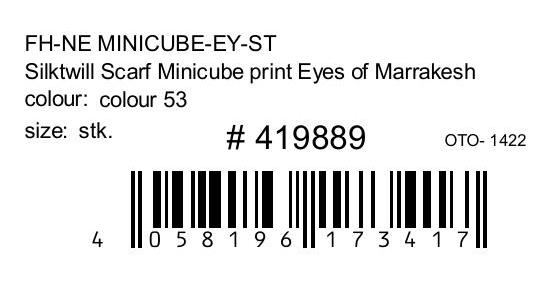 FH-NE MINICUBE-EY-ST
Silktwill Scarf Minicube print Eyes of Marrakesh
colour: colour 53
size: stk.
# 419889
OTO- 1422
4 058196 173417